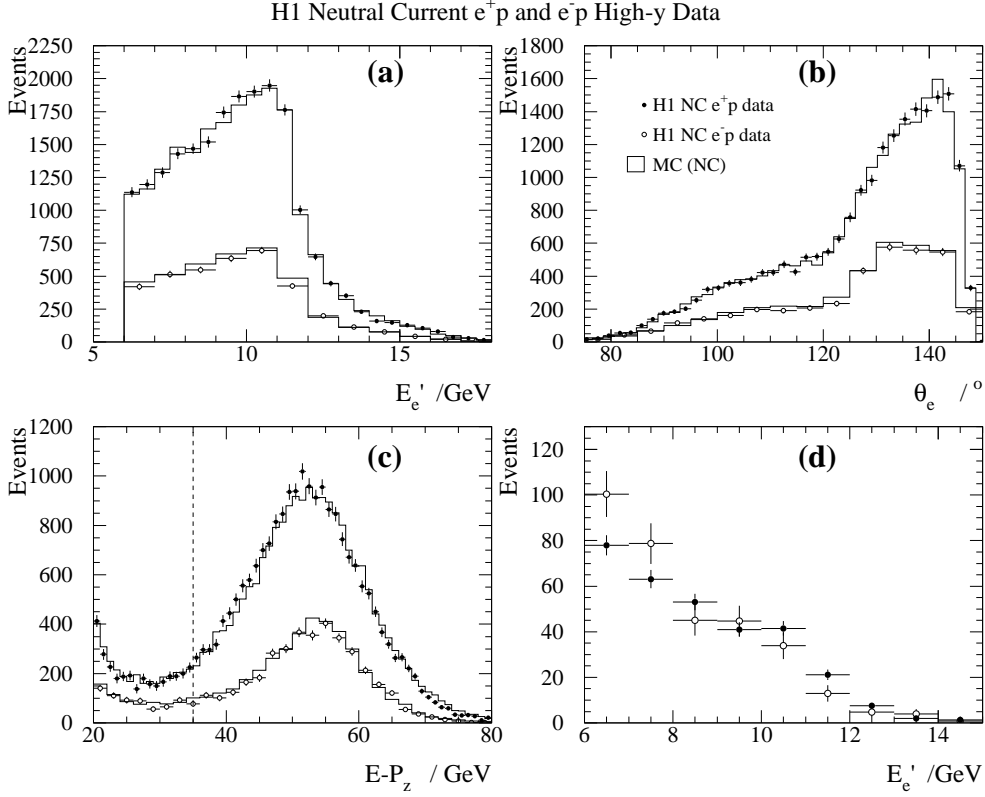 H1 Neutral Current e⁺p and e⁻p High-y Data
Events
(a)
2250
2000
1750
1500
1250
1000
750
500
250
0
5 10 15
E_e' /GeV
Events
(b)
1800
1600
1400
1200
1000
800
600
400
200
0
H1 NC e⁺p data
H1 NC e⁻p data
MC (NC)
80 100 120 140
θ_e / °
Events
(c)
1200
1000
800
600
400
200
0
20 40 60 80
E-P_z / GeV
Events
(d)
120
100
80
60
40
20
0
6 8 10 12 14
E_e' /GeV